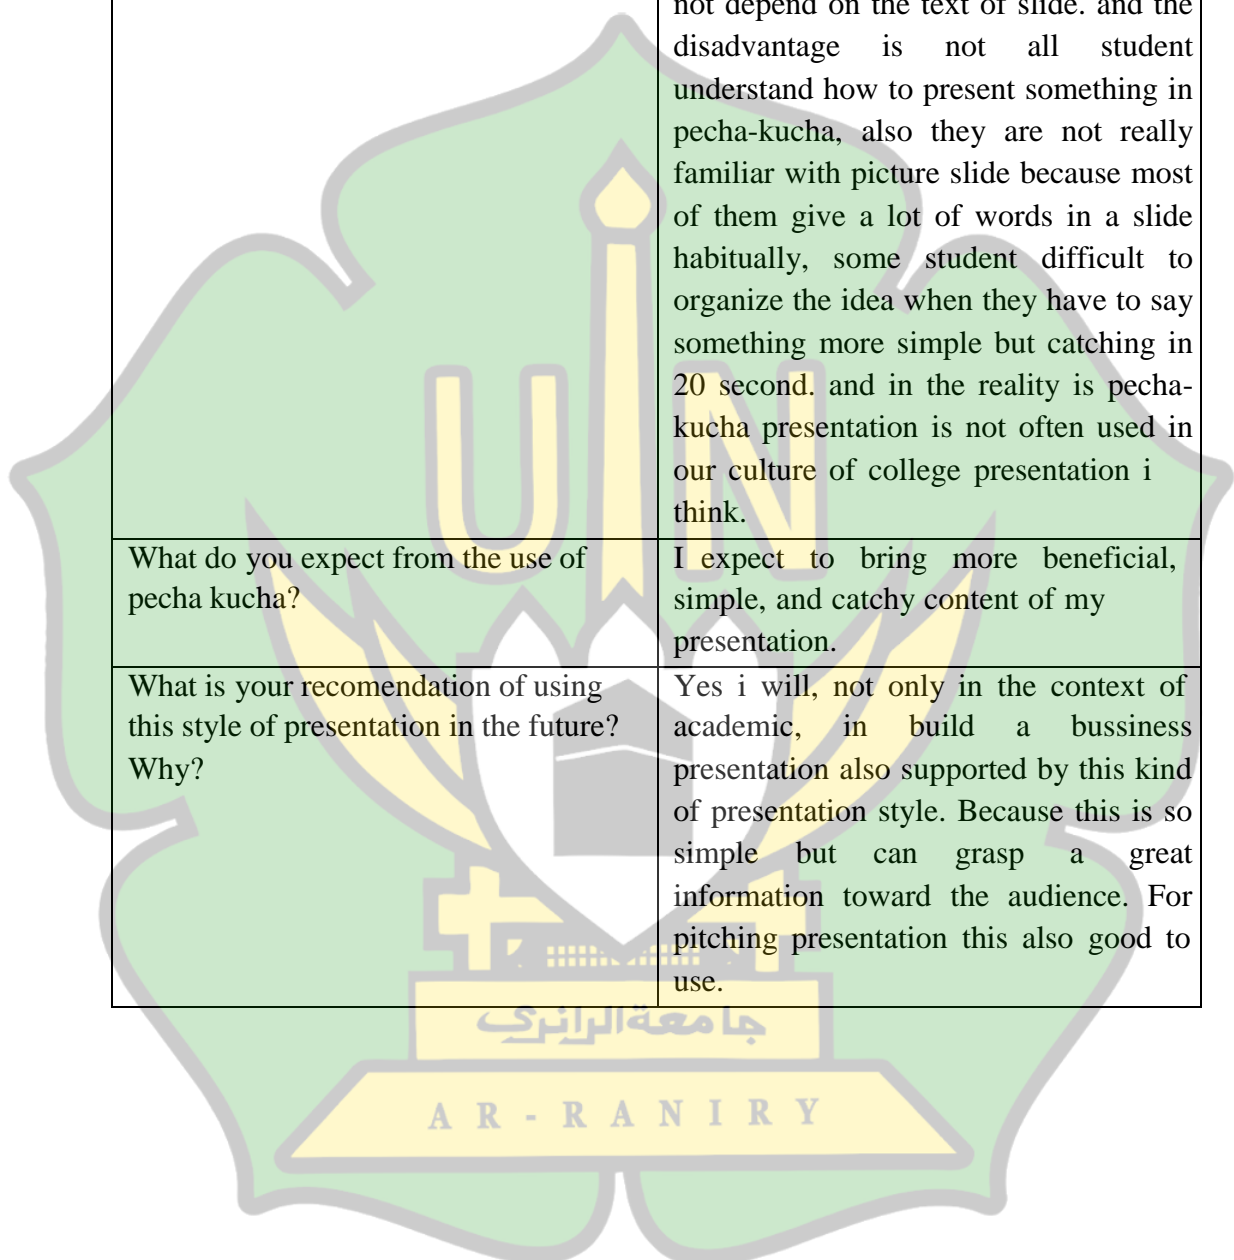 not depend on the text of slide. and the
disadvantage is not all student
understand how to present something in
pecha-kucha, also they are not really
familiar with picture slide because most
of them give a lot of words in a slide
habitually, some student difficult to
organize the idea when they have to say
something more simple but catching in
20 second. and in the reality is pecha-
kucha presentation is not often used in
our culture of college presentation i
think.
What do you expect from the use of
pecha kucha?
I expect to bring more beneficial,
simple, and catchy content of my
presentation.
What is your recomendation of using
this style of presentation in the future?
Why?
Yes i will, not only in the context of
academic, in build a bussiness
presentation also supported by this kind
of presentation style. Because this is so
simple but can grasp a great
information toward the audience. For
pitching presentation this also good to
use.
UIN
جامعة الرانري
AR-RANIRY